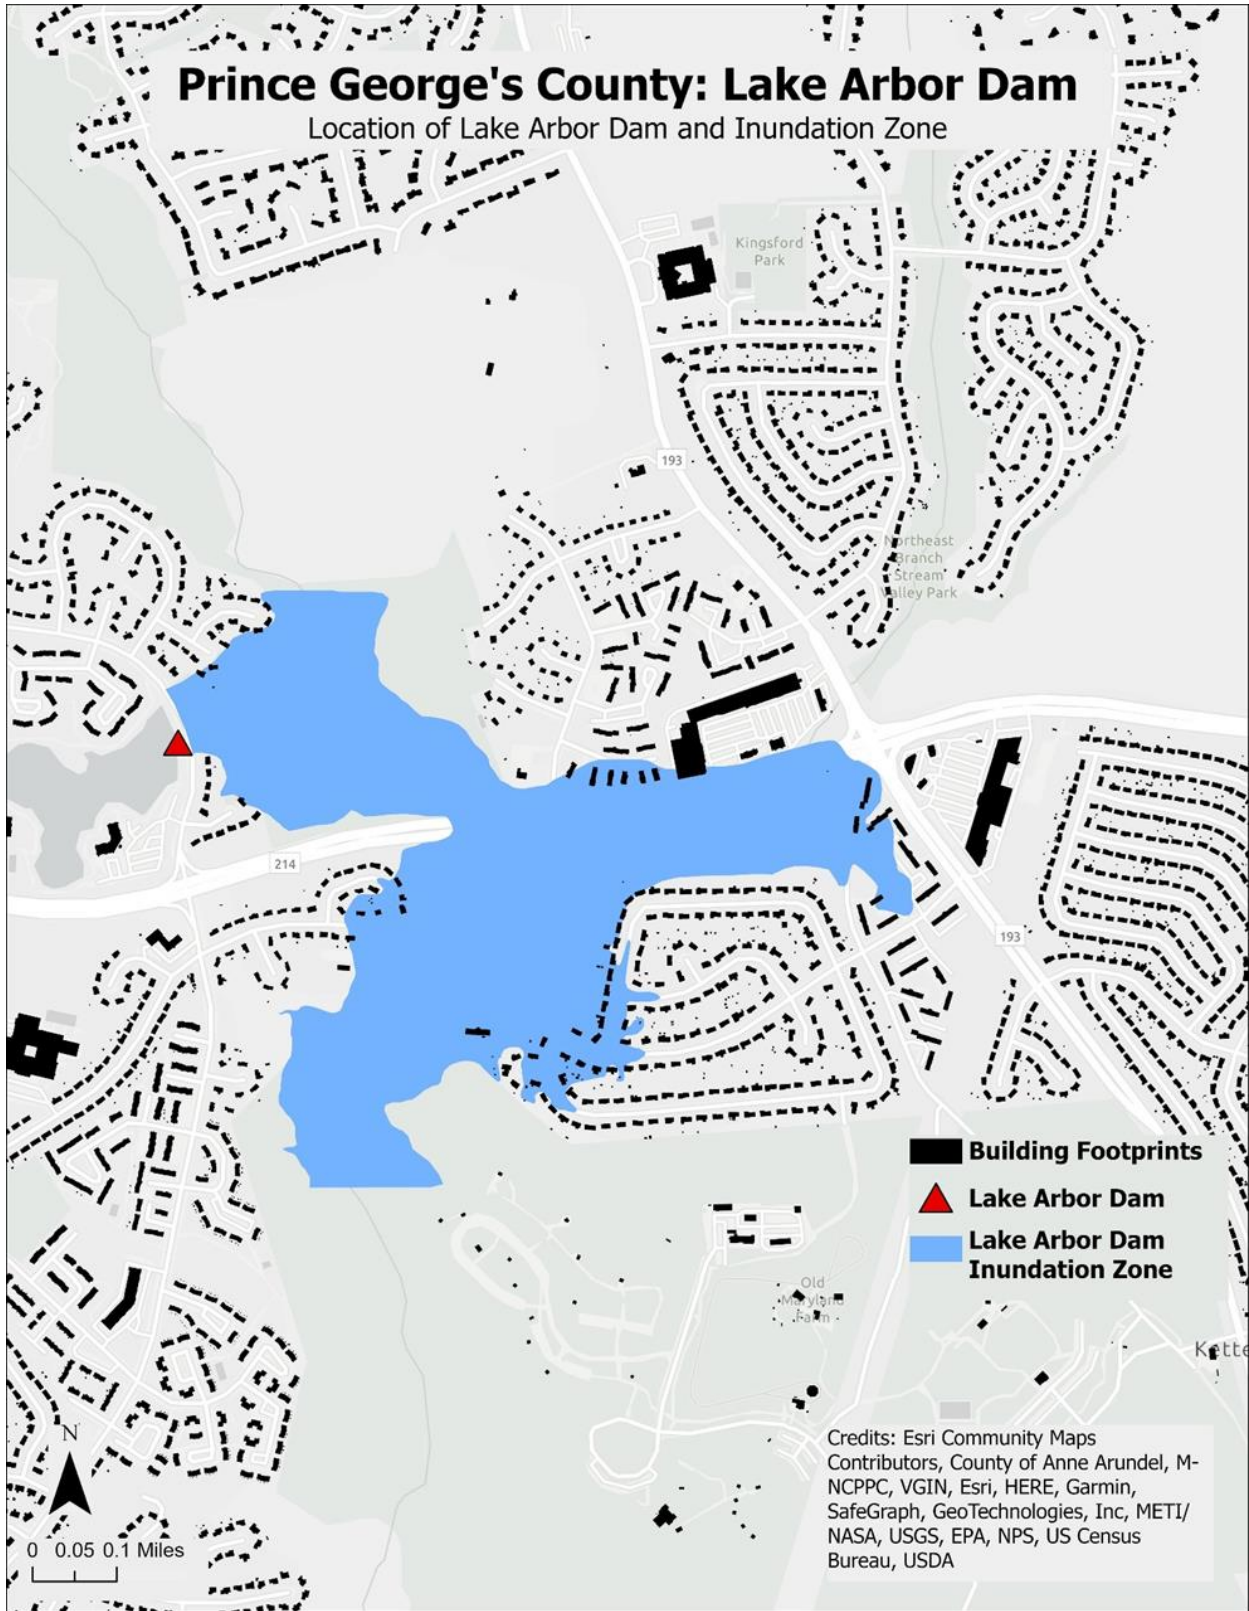 Prince George's County: Lake Arbor Dam
Location of Lake Arbor Dam and Inundation Zone
Kingsford
Park
193
Northeast
Branch
Stream
Valley Park
214
193
Building Footprints
Lake Arbor Dam
Lake Arbor Dam
Inundation Zone
Old
Maryland
Farm
Kette
N
0 0.05 0.1 Miles
Credits: Esri Community Maps
Contributors, County of Anne Arundel, M-
NCPPC, VGIN, Esri, HERE, Garmin,
SafeGraph, GeoTechnologies, Inc, METI/
NASA, USGS, EPA, NPS, US Census
Bureau, USDA